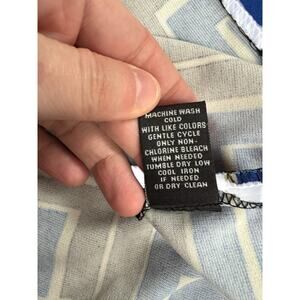 MACHINE WASH
COLD
WITH LIKE COLORS
GENTLE CYCLE
ONLY NON-
CHLORINE BLEACH
WHEN NEEDED
TUMBLE DRY LOW
COOL IRON
IF NEEDED
OR DRY CLEAN